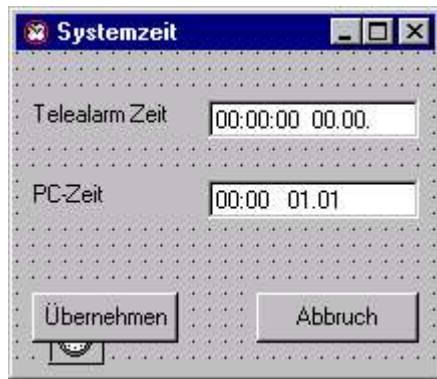 Systemzeit
Telealarm Zeit 00:00:00 00.00.
PC-Zeit 00:00 01.01
Übernehmen Abbruch